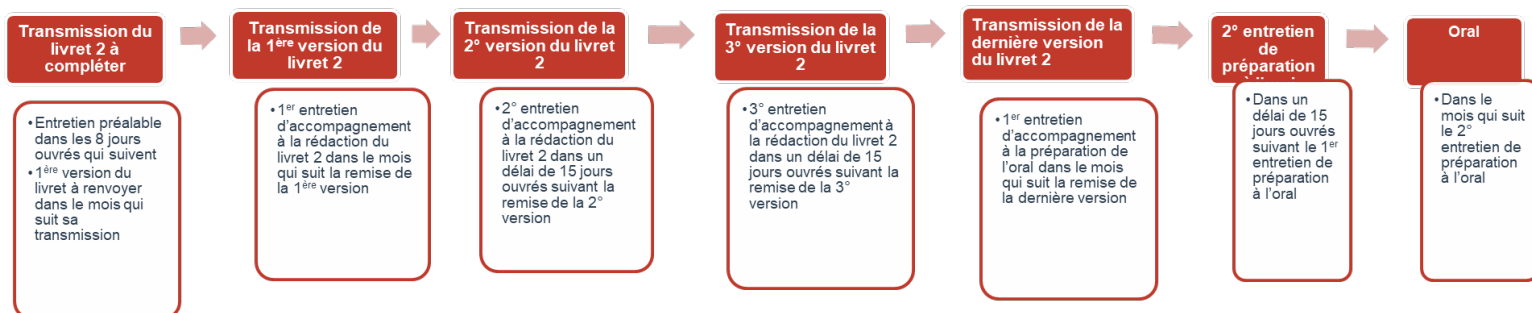 Transmission du
livret 2 à
compléter
• Entretien préalable
dans les 8 jours
ouvrés qui suivent
• 1ère version du
livret à renvoyer
dans le mois qui
suit sa
transmission
Transmission de
la 1ère version du
livret 2
• 1er entretien
d'accompagnement
à la rédaction du
livret 2 dans le mois
qui suit la remise de
la 1ère version
Transmission de la
2° version du livret
2
• 2° entretien
d'accompagnement
à la rédaction du
livret 2 dans un
délai de 15 jours
ouvrés suivant la
remise de la 2°
version
Transmission de la
3° version du livret
2
• 3° entretien
d'accompagnement à
la rédaction du livret 2
dans un délai de 15
jours ouvrés suivant la
remise de la 3°
version
Transmission de la
dernière version
du livret 2
• 1er entretien
d'accompagnement
à la préparation de
l'oral dans le mois
qui suit la remise de
la dernière version
2° entretien
de
préparation
• Dans un
délai de 15
jours ouvrés
suivant le 1er
entretien de
préparation
à l'oral
Oral
• Dans le
mois qui suit
le 2°
entretien de
préparation
à l'oral